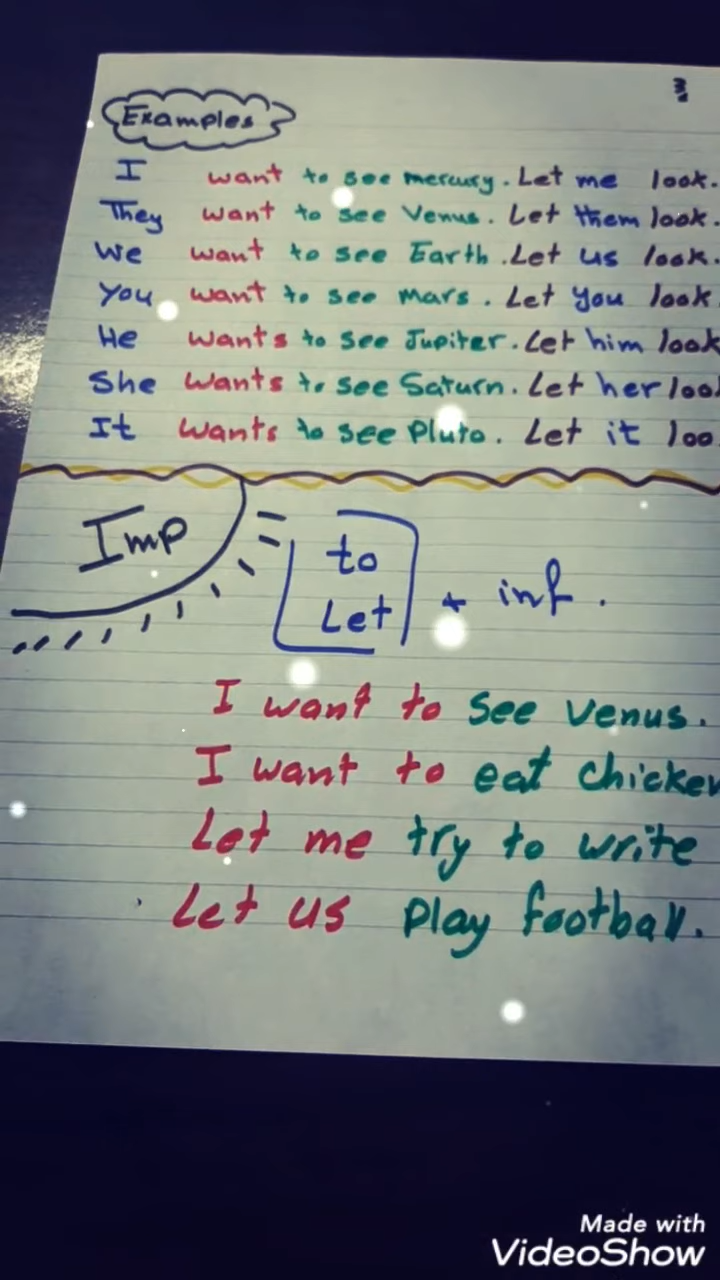 3
Examples
I want to see mercury. Let me look.
They want to see Venus. Let them look.
We want to see Earth. Let us look.
You want to see Mars. Let you look
He wants to see Jupiter. Let him look
She wants to see Saturn. Let her loo
It wants to see Pluto. Let it loo
Imp
to
Let + inf.
I want to see Venus.
I want to eat chicken
Let me try to write
Let us play football.
Made with
VideoShow